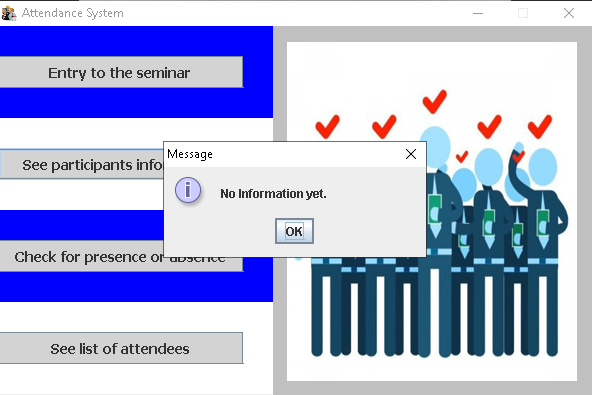 Attendance System
Entry to the seminar
See participants infor
Message
No Information yet.
OK
Check for presence or absence
See list of attendees